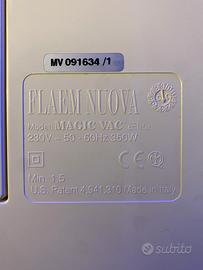 MV 091634 /1
FLAEM NUOVA
Model: MAGIC VAC
230V ~ 50-60Hz 350W
CE
Min. 1,5
U.S. Patent 4,941,310 Made in Italy
subito